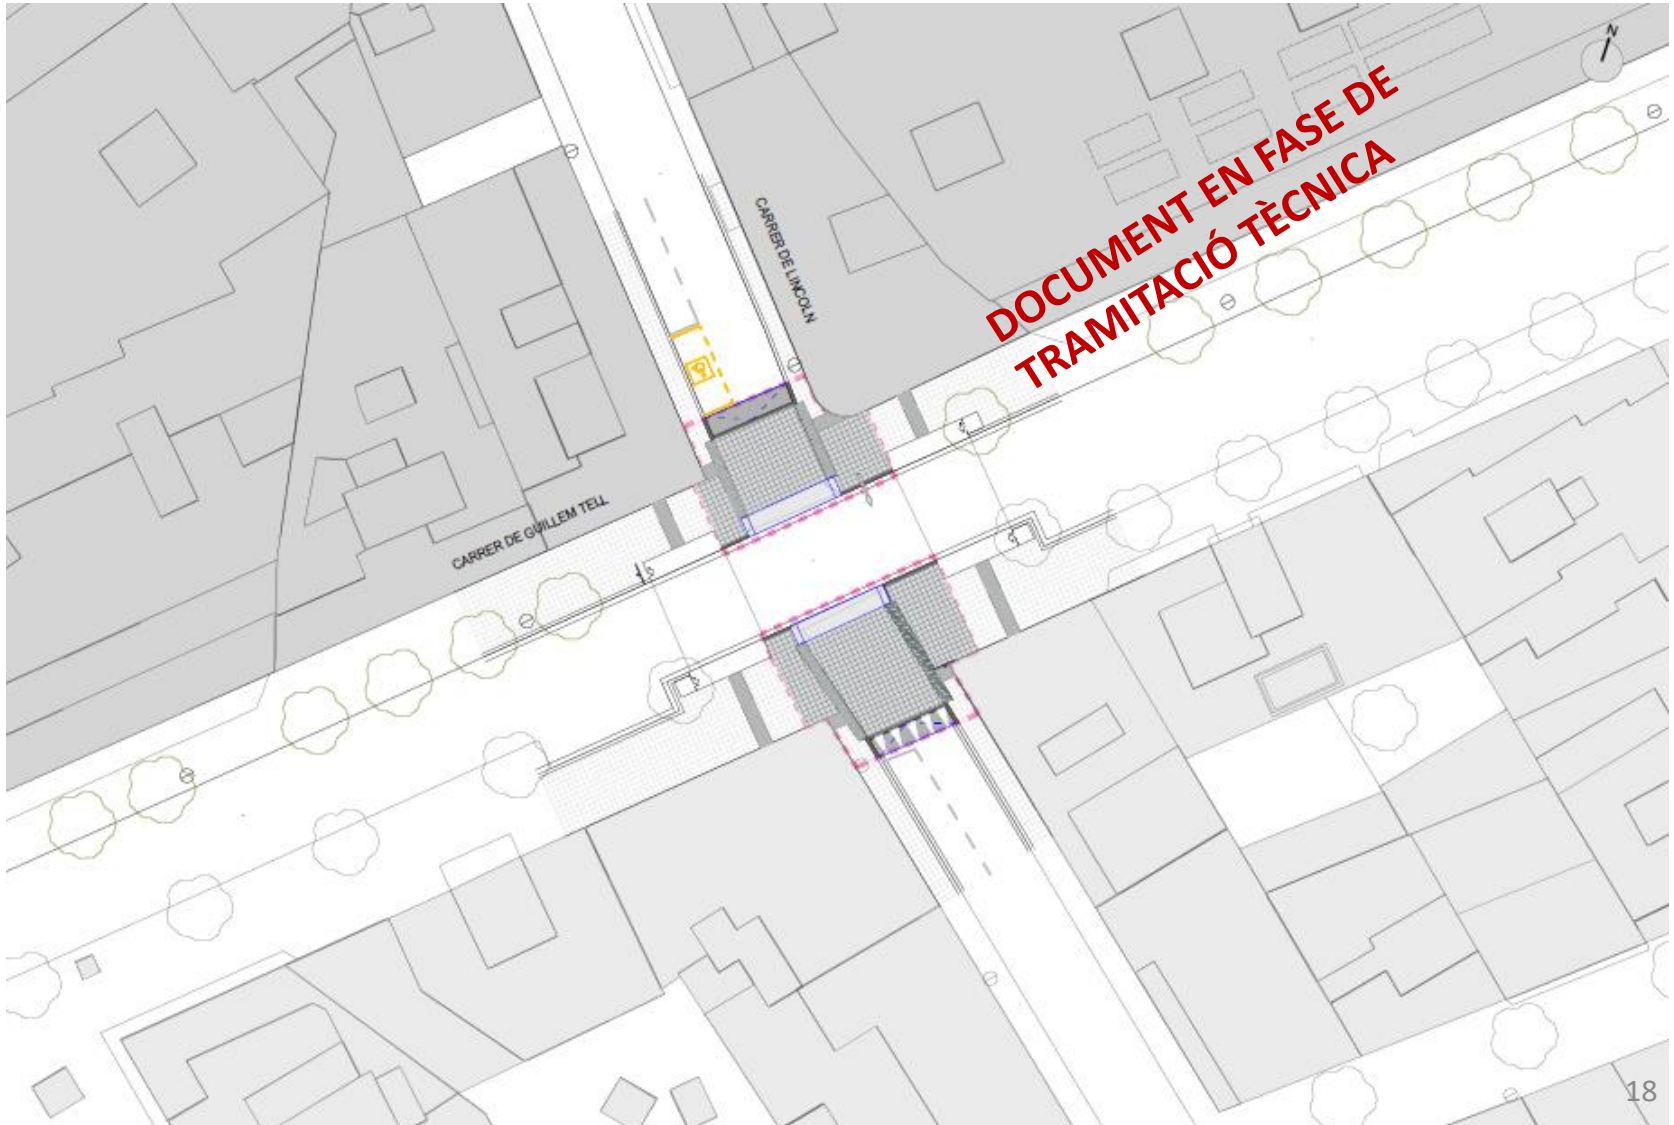 N
DOCUMENT EN FASE DE
TRAMITACIÓ TÈCNICA
CARRER DE LINCOLN
CARRER DE GUILLEM TELL
18